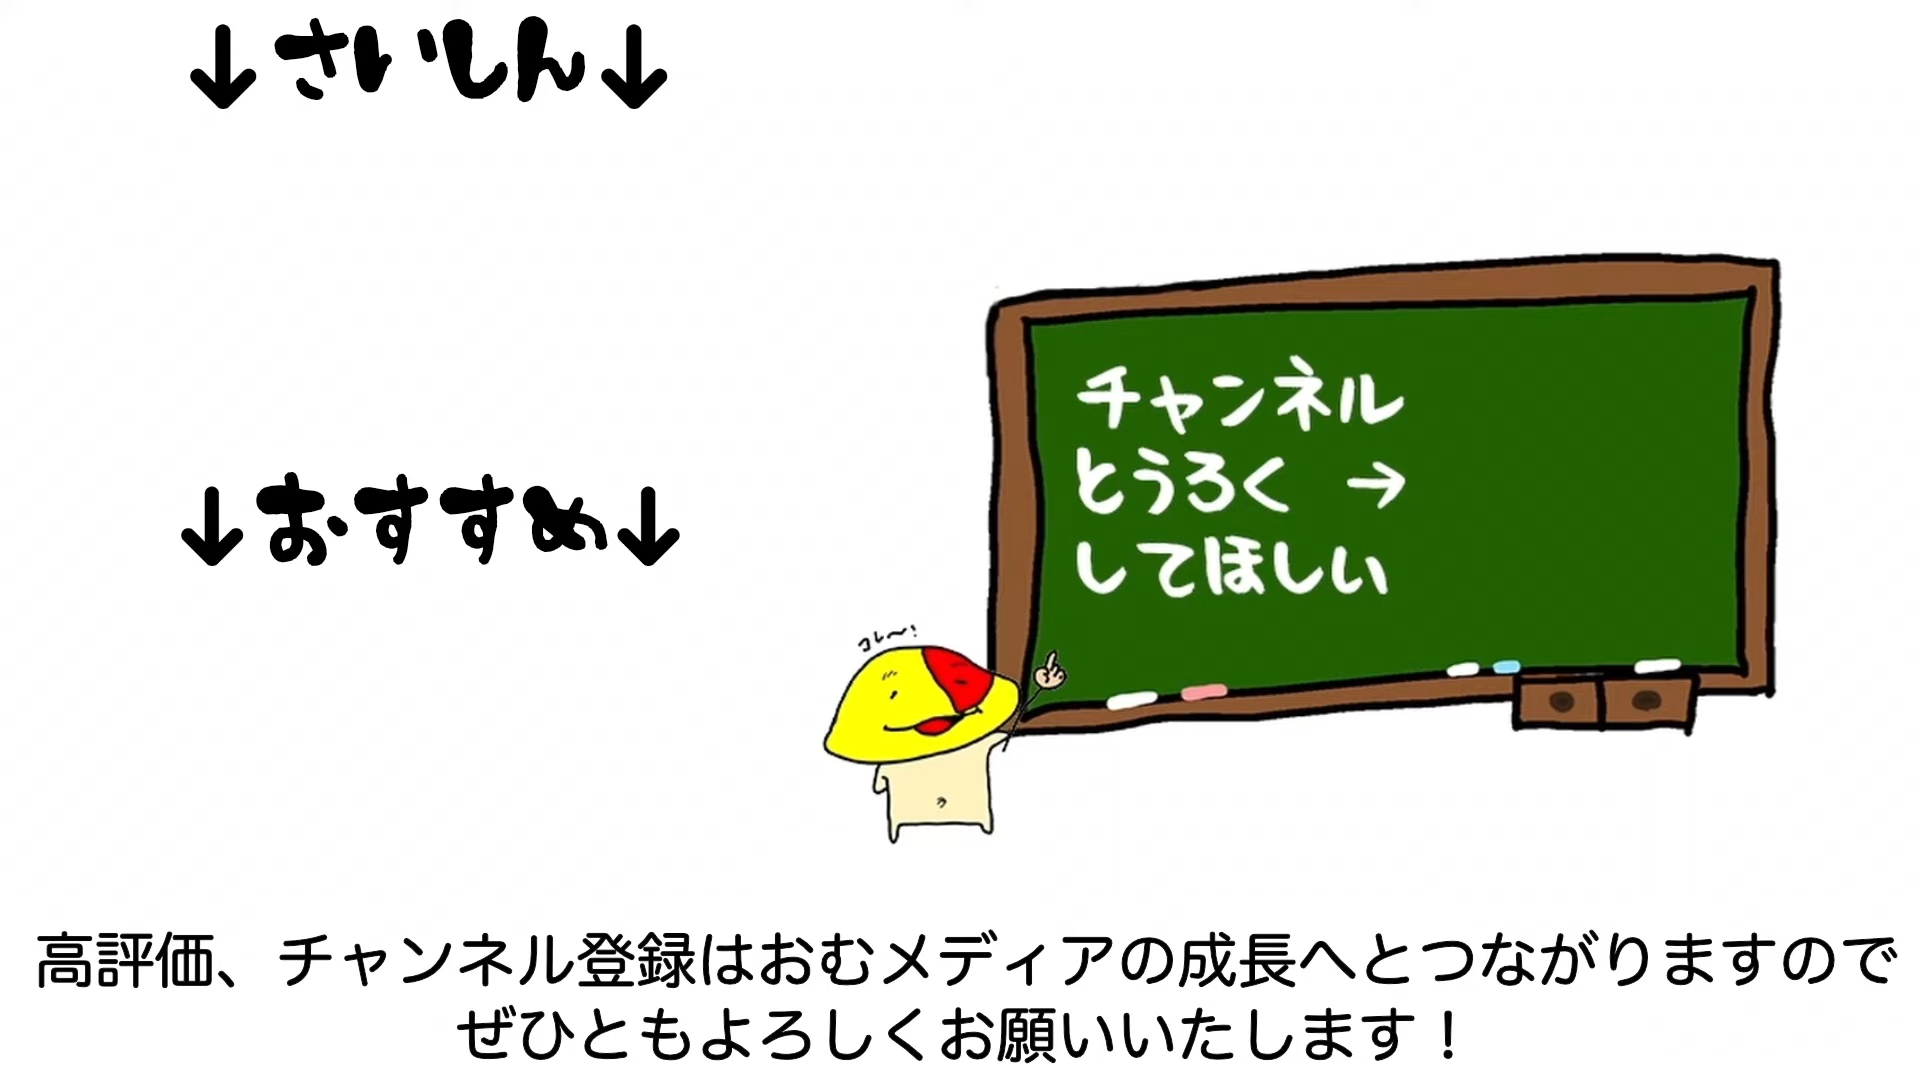 ↓さいしん↓
↓おすすめ↓
チャンネル
とうろく →
してほしい
コレ〜!
高評価、チャンネル登録はおむメディアの成長へとつながりますので
ぜひともよろしくお願いいたします！